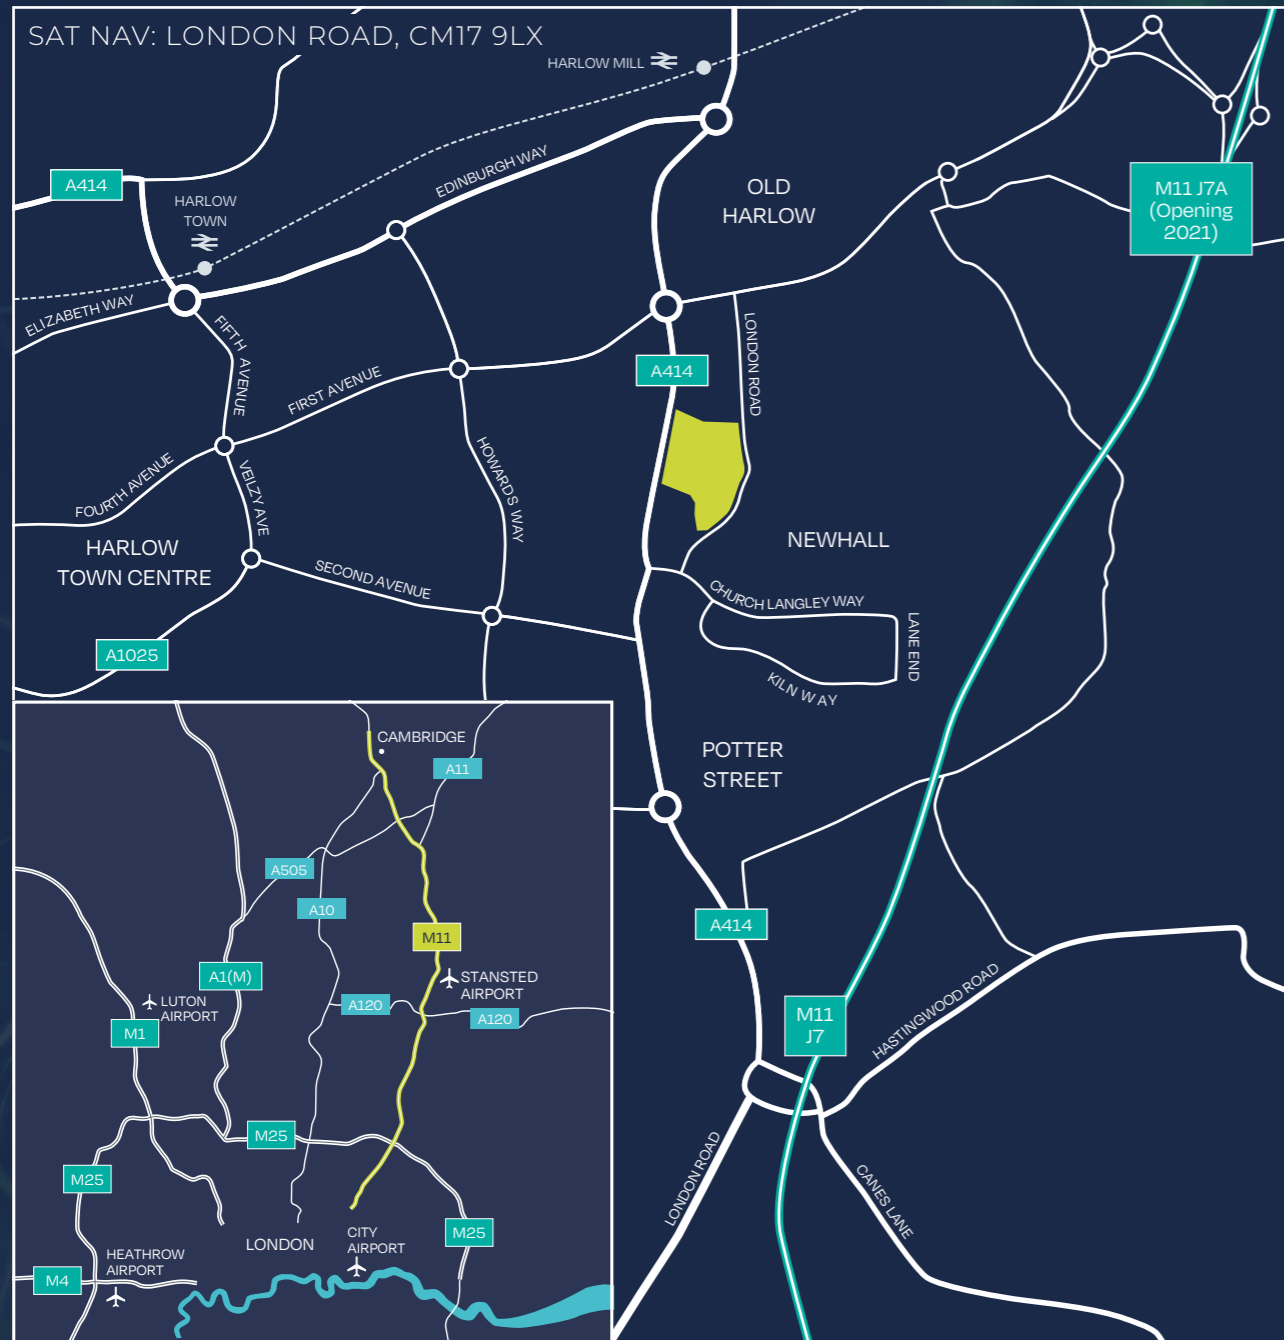 SAT NAV: LONDON ROAD, CM17 9LX
HARLOW MILL
A414
HARLOW
TOWN
EDINBURGH WAY
OLD
HARLOW
M11 J7A
(Opening
2021)
ELIZABETH WAY
FIFTH AVENUE
FIRST AVENUE
A414
LONDON ROAD
FOURTH AVENUE
VEILZY AVE
HOWARDS WAY
HARLOW
TOWN CENTRE
NEWHALL
SECOND AVENUE
CHURCH LANGLEY WAY
LANE END
KILN WAY
A1025
POTTER
STREET
A414
M11
J7
HASTINGWOOD ROAD
LONDON ROAD
CANES LANE
CAMBRIDGE
A11
A505
A10
M11
A1(M)
STANSTED
AIRPORT
LUTON
AIRPORT
A120
A120
M1
M25
M25
LONDON
CITY
AIRPORT
M25
HEATHROW
AIRPORT
M4